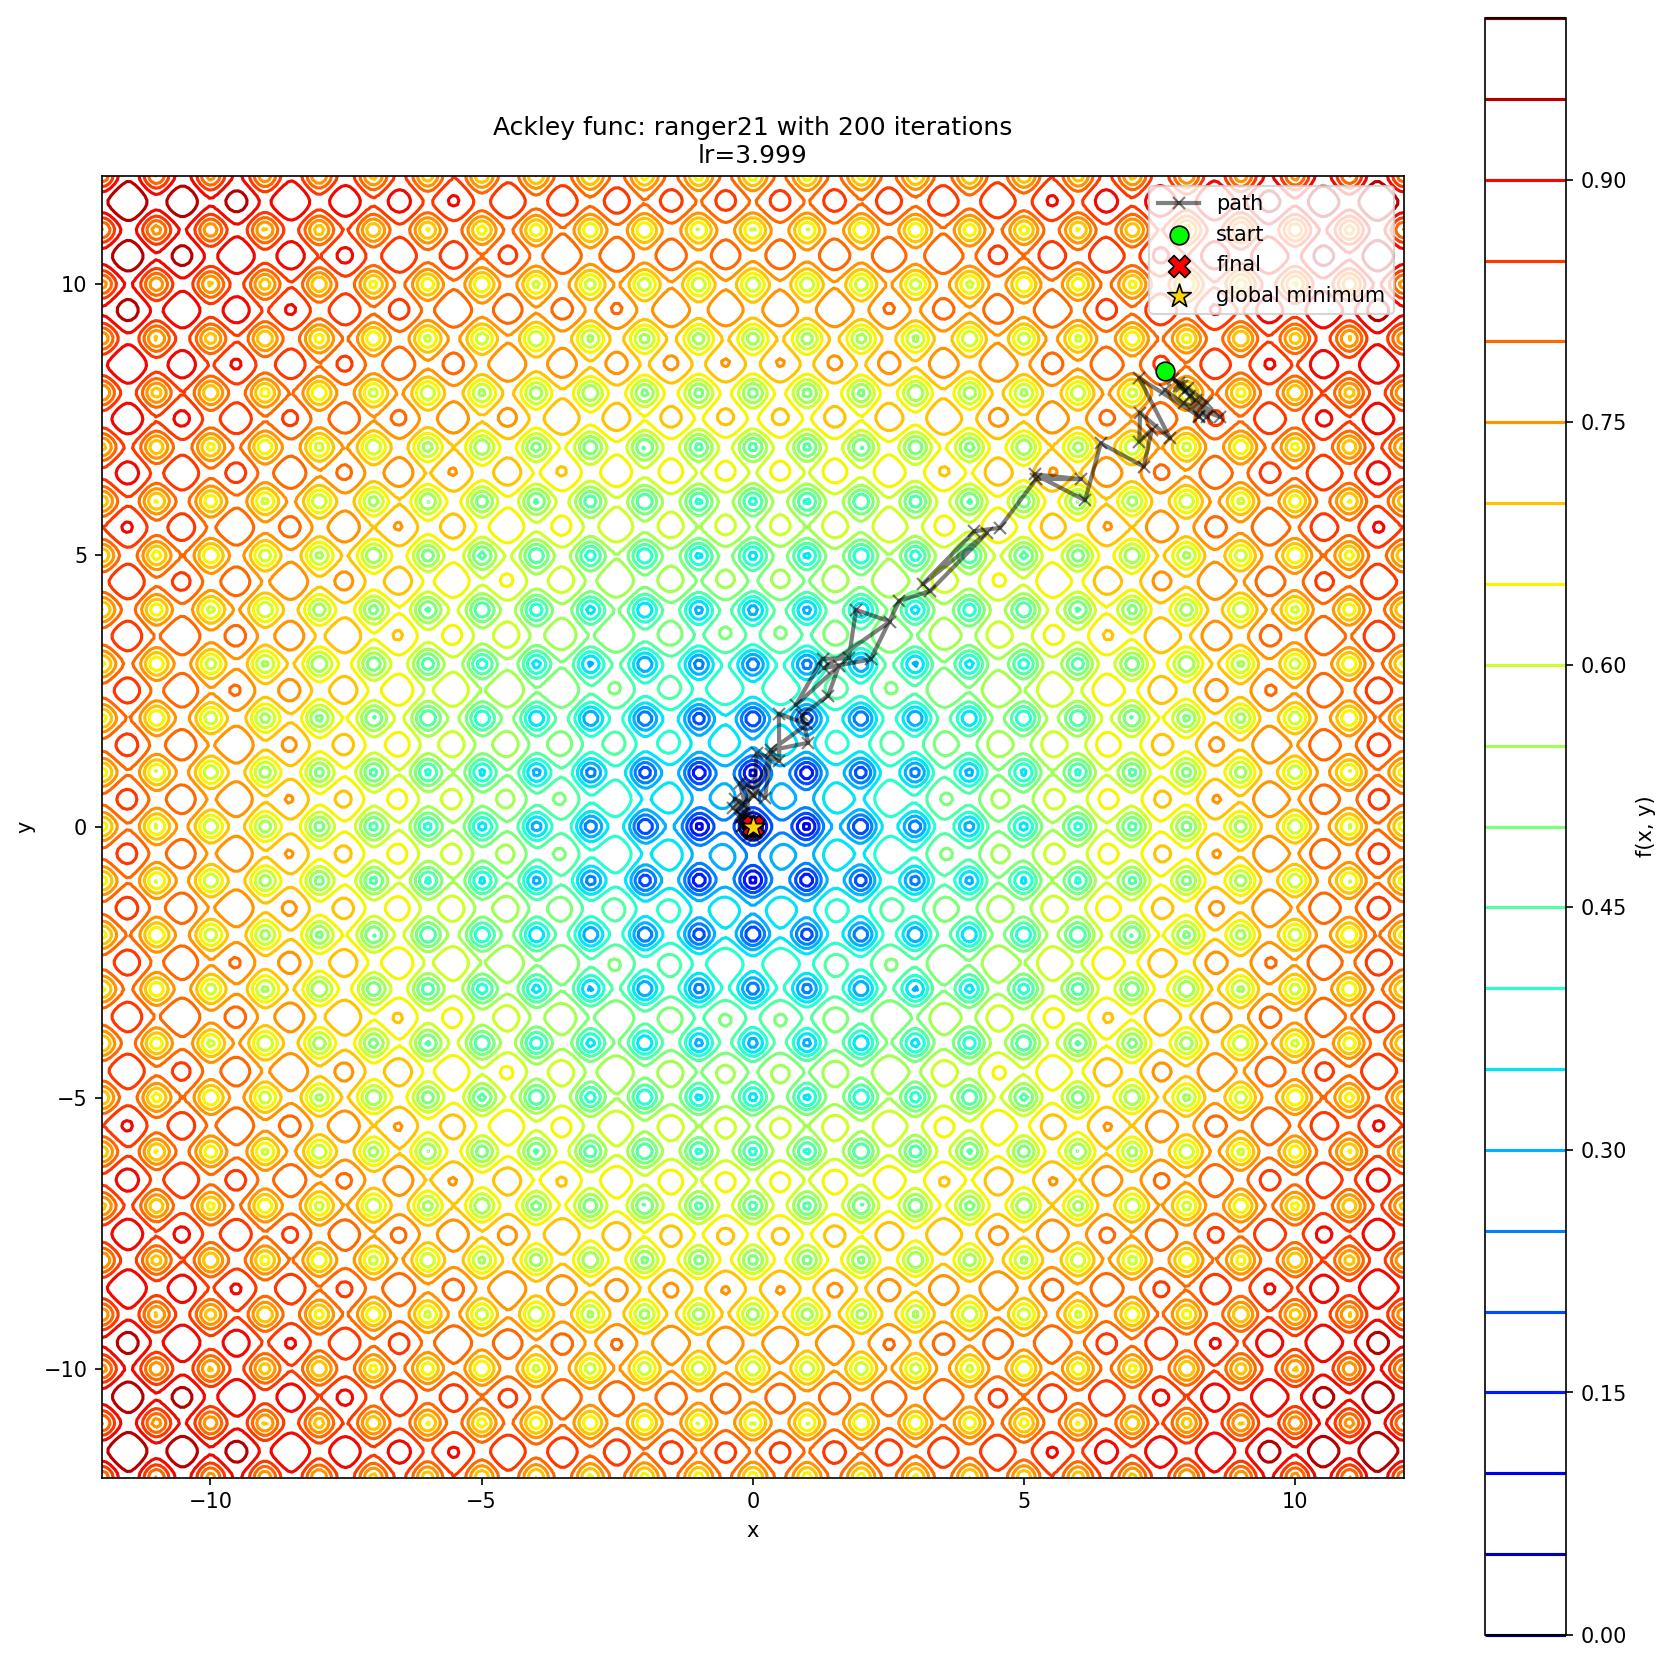 Ackley func: ranger21 with 200 iterations
lr=3.999
path
start
final
global minimum
10
5
0
−5
−10
y
−10
−5
0
5
10
x
0.90
0.75
0.60
0.45
0.30
0.15
0.00
f(x, y)